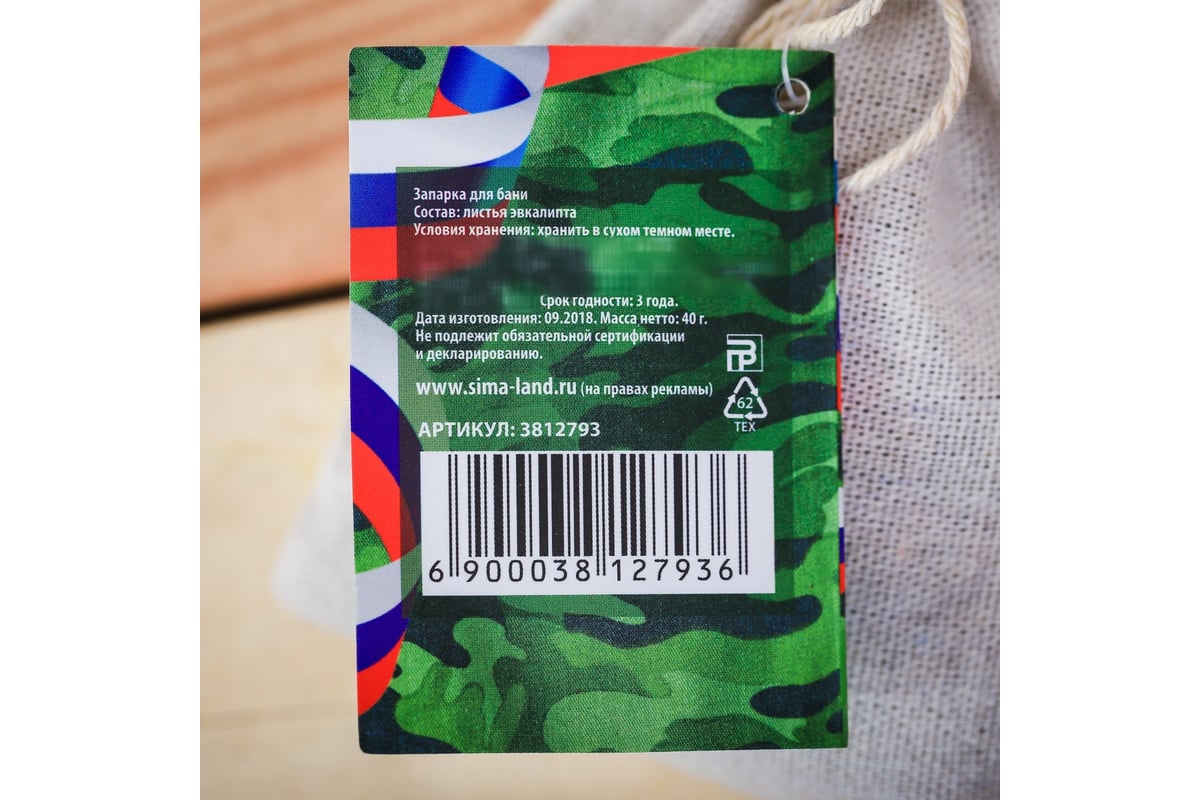 Запарка для бани
Состав: листья эвкалипта
Условия хранения: хранить в сухом темном месте.
Срок годности: 3 года.
Дата изготовления: 09.2018. Масса нетто: 40 г.
Не подлежит обязательной сертификации
и декларированию.
www.sima-land.ru (на правах рекламы)
62
TEX
АРТИКУЛ: 3812793
6 900038 127936